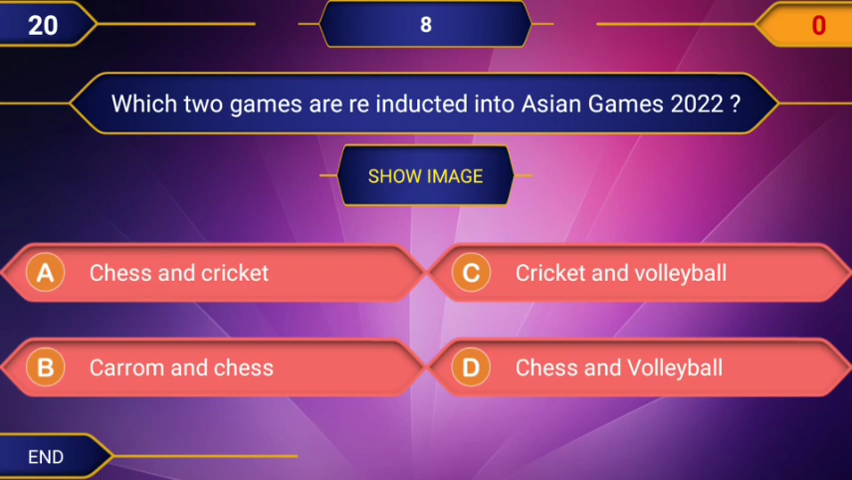 20
8
0
Which two games are re inducted into Asian Games 2022 ?
SHOW IMAGE
A Chess and cricket
C Cricket and volleyball
B Carrom and chess
D Chess and Volleyball
END